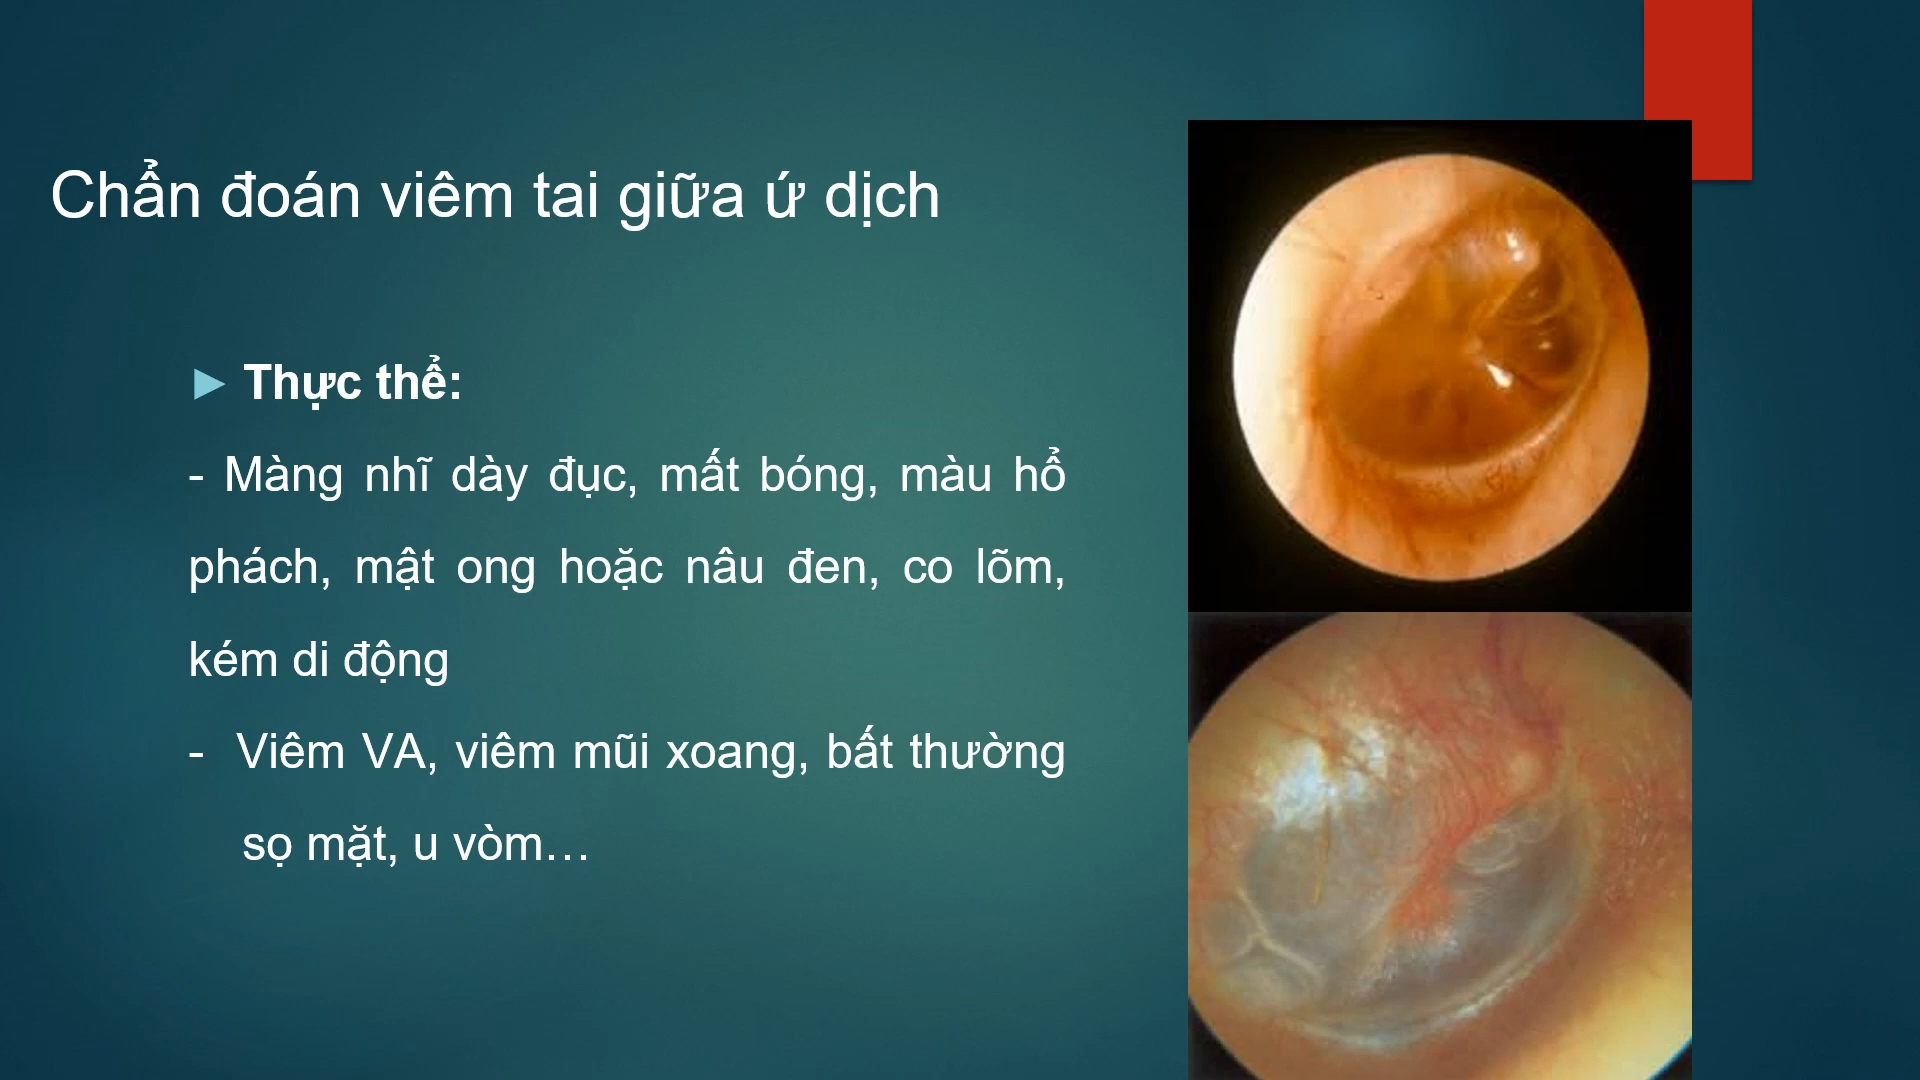 Chẩn đoán viêm tai giữa ứ dịch
Thực thể:
- Màng nhĩ dày đục, mất bóng, màu hổ
phách, mật ong hoặc nâu đen, co lõm,
kém di động
- Viêm VA, viêm mũi xoang, bất thường
sọ mặt, u vòm…